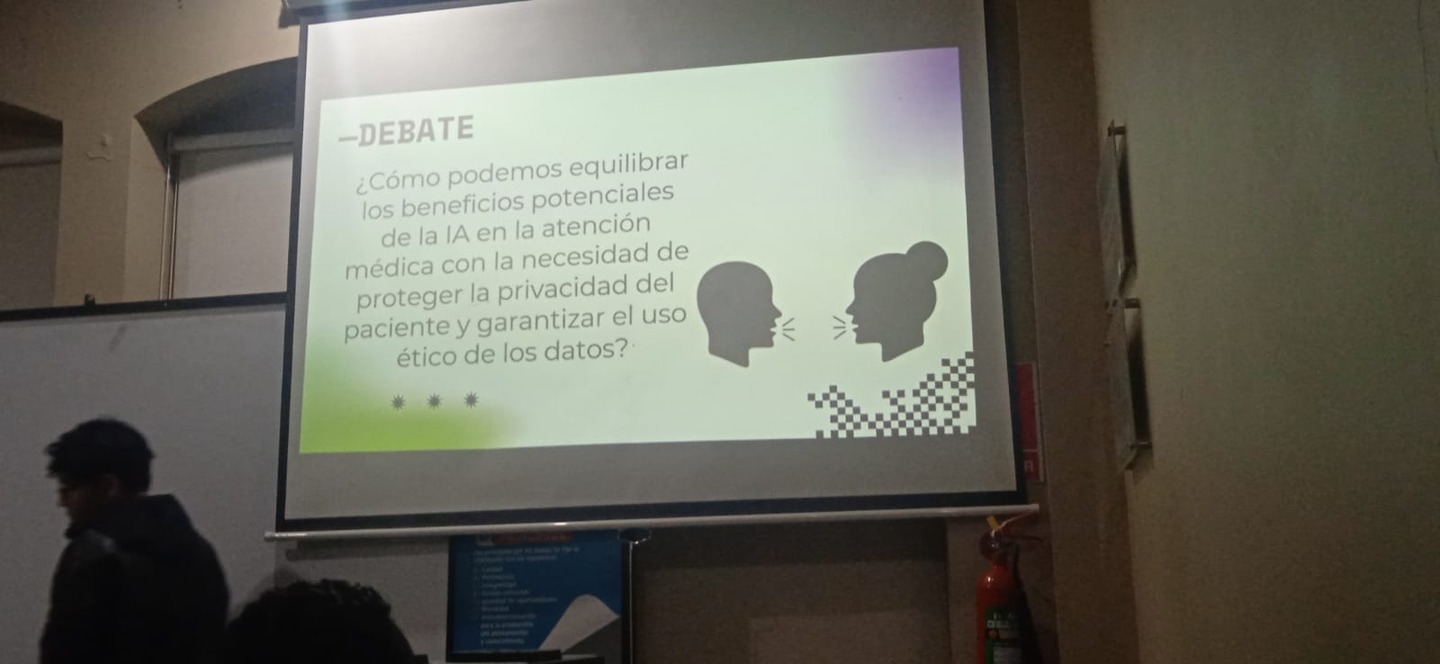 —DEBATE
¿Cómo podemos equilibrar
los beneficios potenciales
de la IA en la atención
médica con la necesidad de
proteger la privacidad del
paciente y garantizar el uso
ético de los datos?